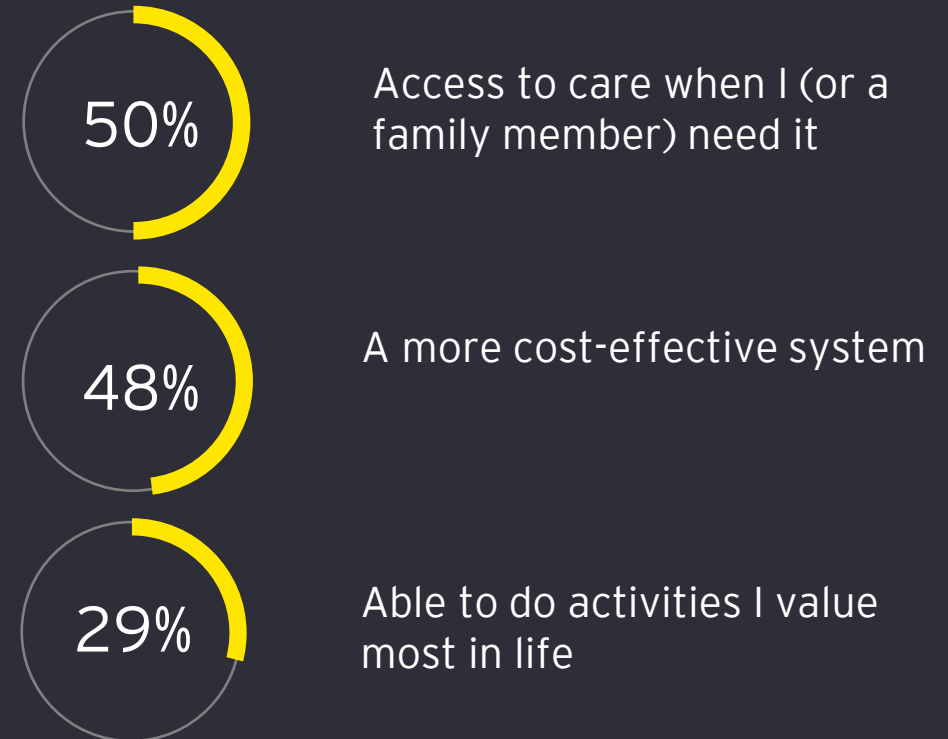 50%
Access to care when I (or a
family member) need it
48%
A more cost-effective system
29%
Able to do activities I value
most in life